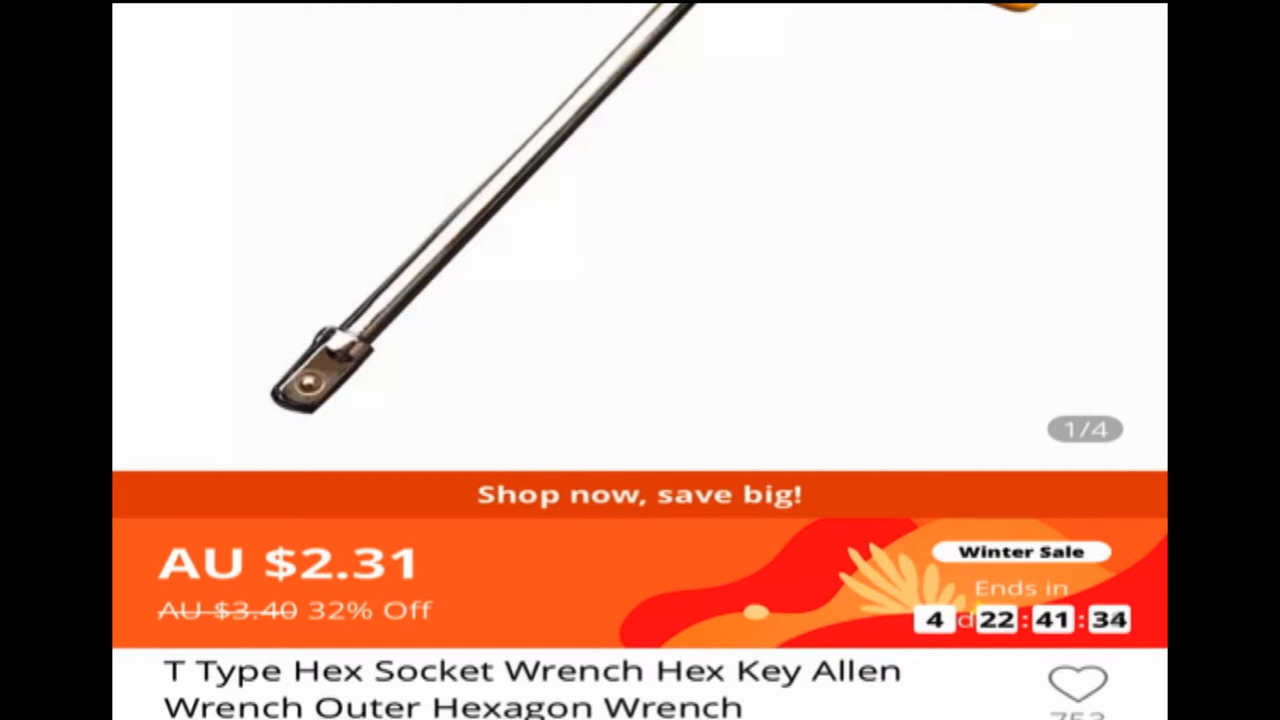 1/4
Shop now, save big!
AU $2.31
AU $3.40 32% Off
Winter Sale
Ends in
4 d 22 : 41 : 34
T Type Hex Socket Wrench Hex Key Allen
Wrench Outer Hexagon Wrench
753